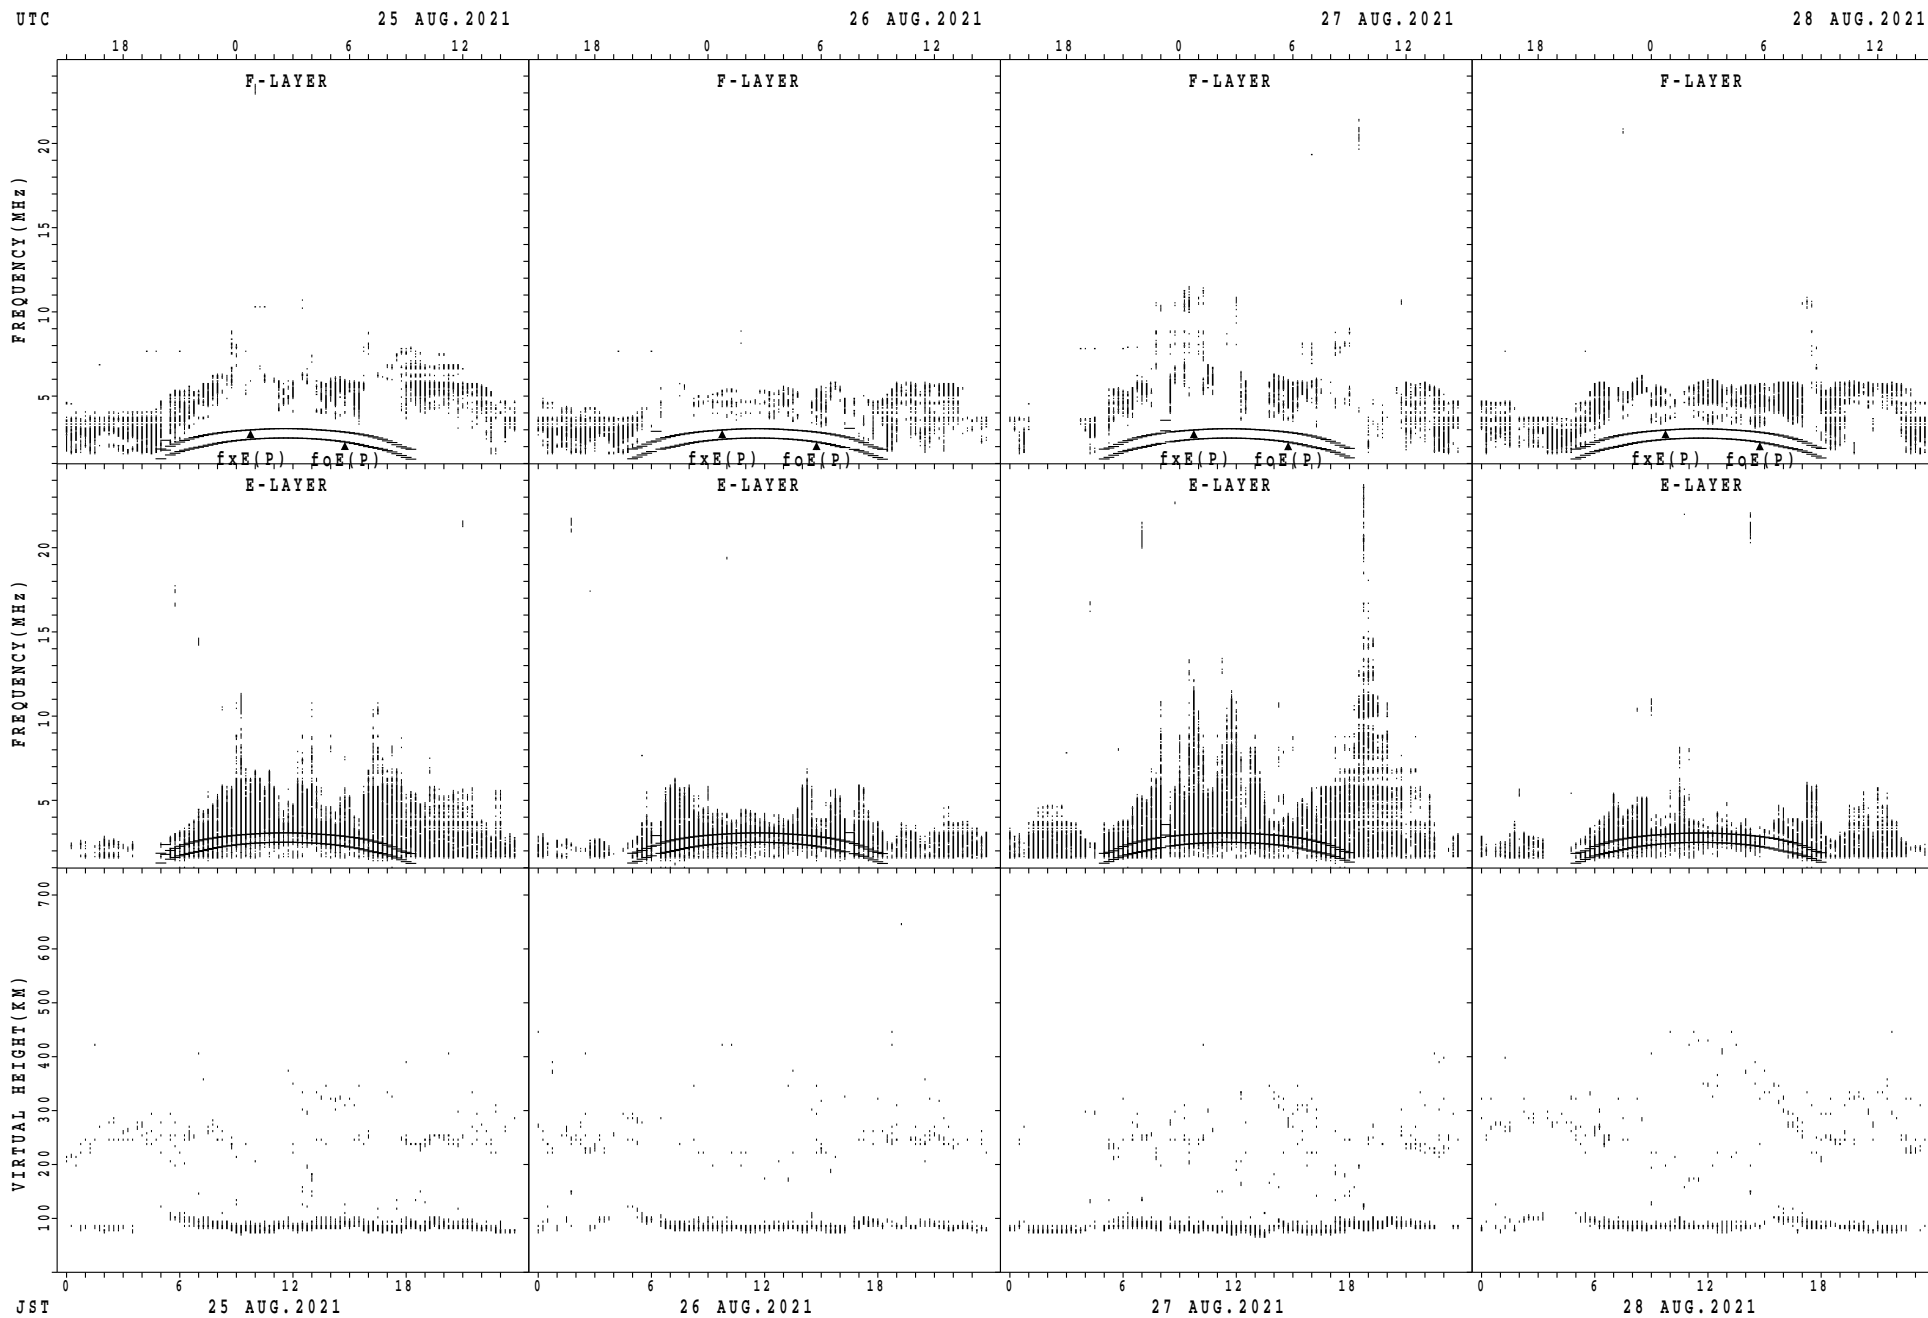 UTC 25 AUG.2021 26 AUG.2021 27 AUG.2021 28 AUG.2021
18 0 6 12 18 0 6 12 18 0 6 12 18 0 6 12
F-LAYER F-LAYER F-LAYER F-LAYER
FREQUENCY(MHz)
20
15
10
5
fxE(P) foE(P) fxE(P) foE(P) fxE(P) foE(P) fxE(P) foE(P)
E-LAYER E-LAYER E-LAYER E-LAYER
FREQUENCY(MHz)
20
15
10
5
VIRTUAL HEIGHT(KM)
700
600
500
400
300
200
100
0 6 12 18 0 6 12 18 0 6 12 18 0 6 12 18
JST 25 AUG.2021 26 AUG.2021 27 AUG.2021 28 AUG.2021